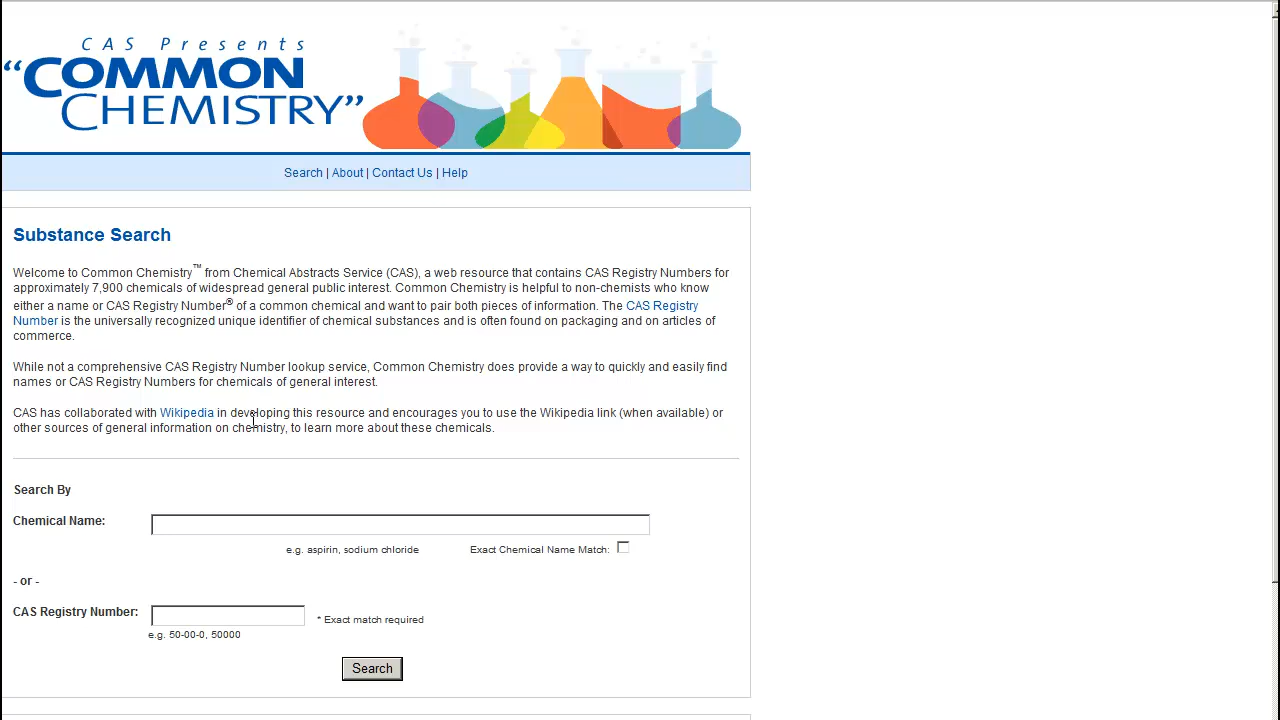 CAS Presents
“COMMON
CHEMISTRY”
Search | About | Contact Us | Help
Substance Search
Welcome to Common Chemistry™ from Chemical Abstracts Service (CAS), a web resource that contains CAS Registry Numbers for
approximately 7,900 chemicals of widespread general public interest. Common Chemistry is helpful to non-chemists who know
either a name or CAS Registry Number® of a common chemical and want to pair both pieces of information. The CAS Registry
Number is the universally recognized unique identifier of chemical substances and is often found on packaging and on articles of
commerce.
While not a comprehensive CAS Registry Number lookup service, Common Chemistry does provide a way to quickly and easily find
names or CAS Registry Numbers for chemicals of general interest.
CAS has collaborated with Wikipedia in developing this resource and encourages you to use the Wikipedia link (when available) or
other sources of general information on chemistry, to learn more about these chemicals.
Search By
Chemical Name:
e.g. aspirin, sodium chloride Exact Chemical Name Match:
- or -
CAS Registry Number:
* Exact match required
e.g. 50-00-0, 50000
Search